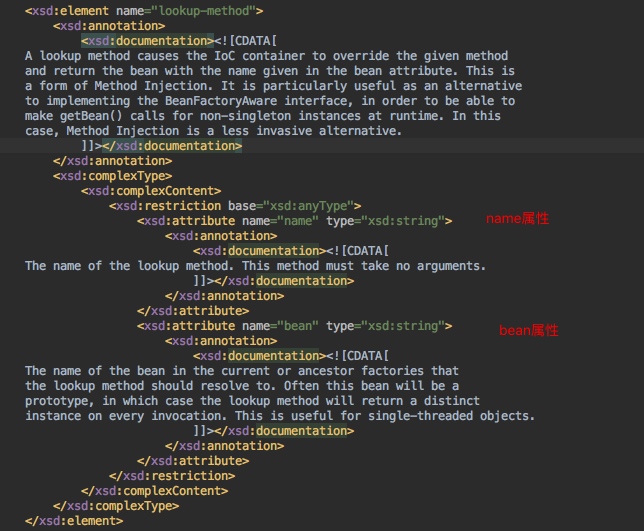 <xsd:element name="lookup-method">
<xsd:annotation>
<xsd:documentation><![CDATA[
A lookup method causes the IoC container to override the given method
and return the bean with the name given in the bean attribute. This is
a form of Method Injection. It is particularly useful as an alternative
to implementing the BeanFactoryAware interface, in order to be able to
make getBean() calls for non-singleton instances at runtime. In this
case, Method Injection is a less invasive alternative.
]]></xsd:documentation>
</xsd:annotation>
<xsd:complexType>
<xsd:complexContent>
<xsd:restriction base="xsd:anyType">
<xsd:attribute name="name" type="xsd:string"> name属性
<xsd:annotation>
<xsd:documentation><![CDATA[
The name of the lookup method. This method must take no arguments.
]]></xsd:documentation>
</xsd:annotation>
</xsd:attribute>
<xsd:attribute name="bean" type="xsd:string"> bean属性
<xsd:annotation>
<xsd:documentation><![CDATA[
The name of the bean in the current or ancestor factories that
the lookup method should resolve to. Often this bean will be a
prototype, in which case the lookup method will return a distinct
instance on every invocation. This is useful for single-threaded objects.
]]></xsd:documentation>
</xsd:annotation>
</xsd:attribute>
</xsd:restriction>
</xsd:complexContent>
</xsd:complexType>
</xsd:element>